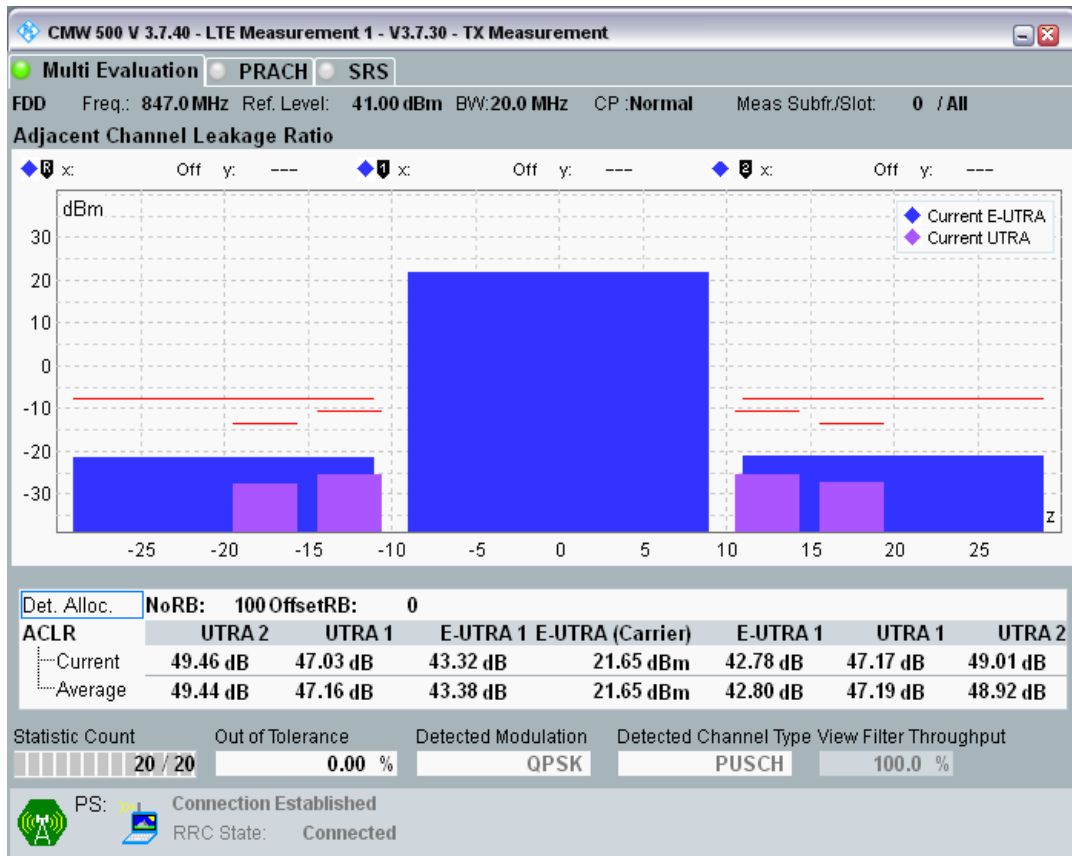 CMW 500 V 3.7.40 - LTE Measurement 1 - V3.7.30 - TX Measurement
Multi Evaluation PRACH SRS
FDD Freq.: 847.0 MHz Ref. Level: 41.00 dBm BW: 20.0 MHz CP :Normal Meas Subfr./Slot: 0 / All
Adjacent Channel Leakage Ratio
R x: Off y: --- 1 x: Off y: --- 2 x: Off y: ---
dBm
Current E-UTRA
Current UTRA
30
20
10
0
-10
-20
-30
z
-25 -20 -15 -10 -5 0 5 10 15 20 25
Det. Alloc. NoRB: 100 OffsetRB: 0
ACLR UTRA 2 UTRA 1 E-UTRA 1 E-UTRA (Carrier) E-UTRA 1 UTRA 1 UTRA 2
Current 49.46 dB 47.03 dB 43.32 dB 21.65 dBm 42.78 dB 47.17 dB 49.01 dB
Average 49.44 dB 47.16 dB 43.38 dB 21.65 dBm 42.80 dB 47.19 dB 48.92 dB
Statistic Count Out of Tolerance Detected Modulation Detected Channel Type View Filter Throughput
20 / 20 0.00 % QPSK PUSCH 100.0 %
PS: Connection Established
RRC State: Connected